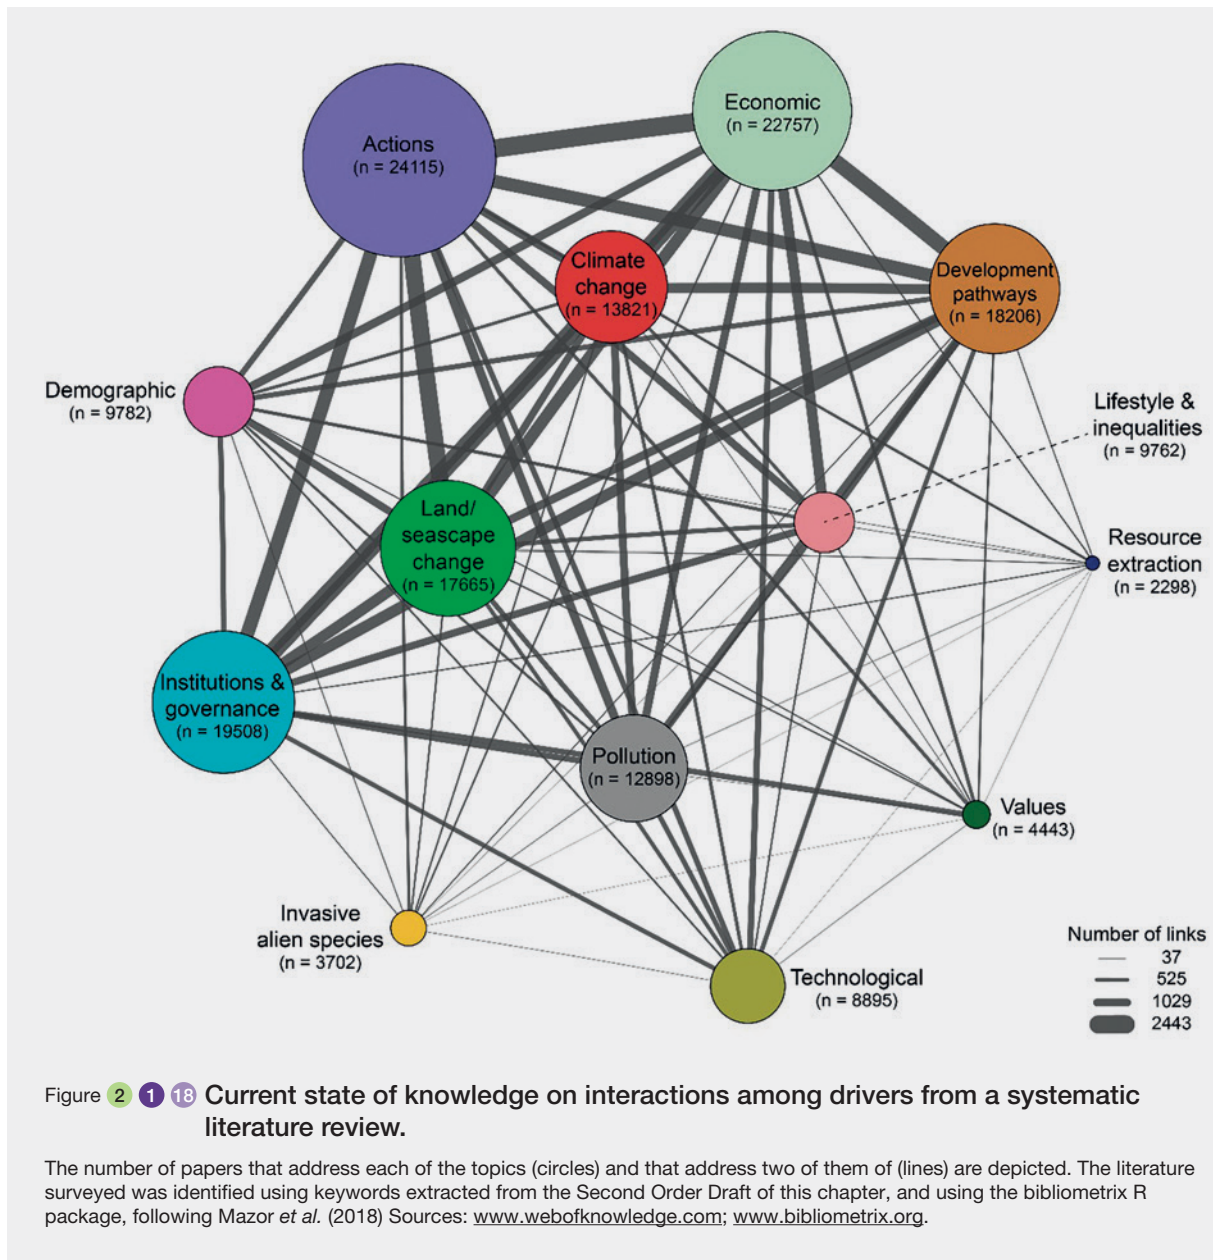 Economic
(n = 22757)
Actions
(n = 24115)
Climate
change
(n = 13821)
Development
pathways
(n = 18206)
Demographic
(n = 9782)
Lifestyle &
inequalities
(n = 9762)
Land/
seascape
change
(n = 17665)
Resource
extraction
(n = 2298)
Institutions &
governance
(n = 19508)
Pollution
(n = 12898)
Values
(n = 4443)
Invasive
alien species
(n = 3702)
Technological
(n = 8895)
Number of links
37
525
1029
2443
Figure 2 1 18 Current state of knowledge on interactions among drivers from a systematic
literature review.
The number of papers that address each of the topics (circles) and that address two of them of (lines) are depicted. The literature
surveyed was identified using keywords extracted from the Second Order Draft of this chapter, and using the bibliometrix R
package, following Mazor et al. (2018) Sources: www.webofknowledge.com; www.bibliometrix.org.